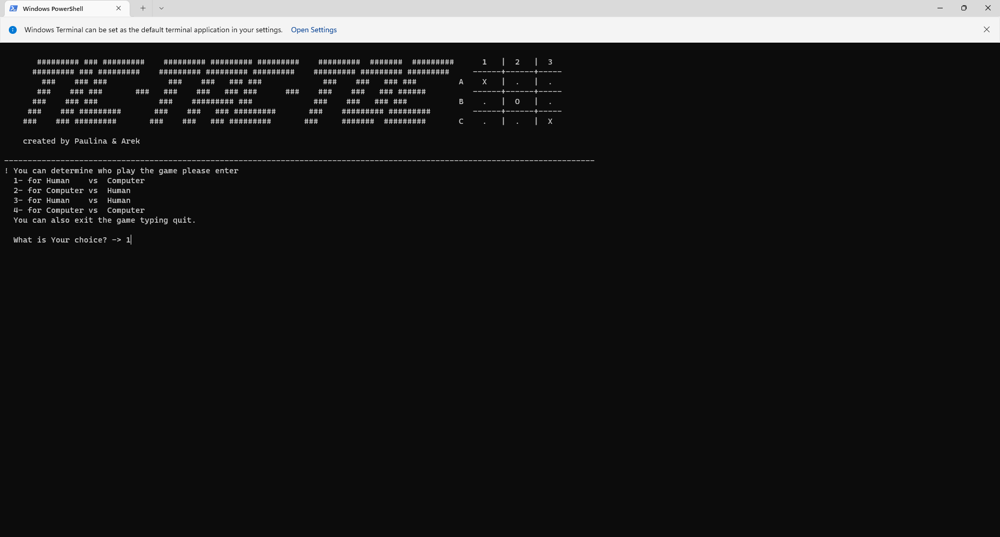 Windows PowerShell
Windows Terminal can be set as the default terminal application in your settings. Open Settings
         ######### ### #########    ######### ######### #########    #########  #######  #########      1   |  2   |  3
        ######### ### #########    ######### ######### #########    ######### ######### #########     ------+------+-----
          ###    ### ###             ###    ###   ### ###             ###    ###   ### ###         A    X   |  .   |  .
         ###    ### ###       ###   ###    ###   ### ###      ###    ###    ###   ### ######          ------+------+-----
        ###    ### ###             ###    ######### ###             ###    ###   ### ###           B    .   |  O   |  .
       ###    ### #########       ###    ###   ### #########       ###    ######### #########         ------+------+-----
      ###    ### #########       ###    ###   ### #########       ###     #######  #########       C    .   |  .   |  X
created by Paulina & Arek
------------------------------------------------------------------------------------------------------------------------------
! You can determine who play the game please enter
1- for Human    vs  Computer
2- for Computer vs  Human
3- for Human    vs  Human
4- for Computer vs  Computer
You can also exit the game typing quit.
What is Your choice? -> 1